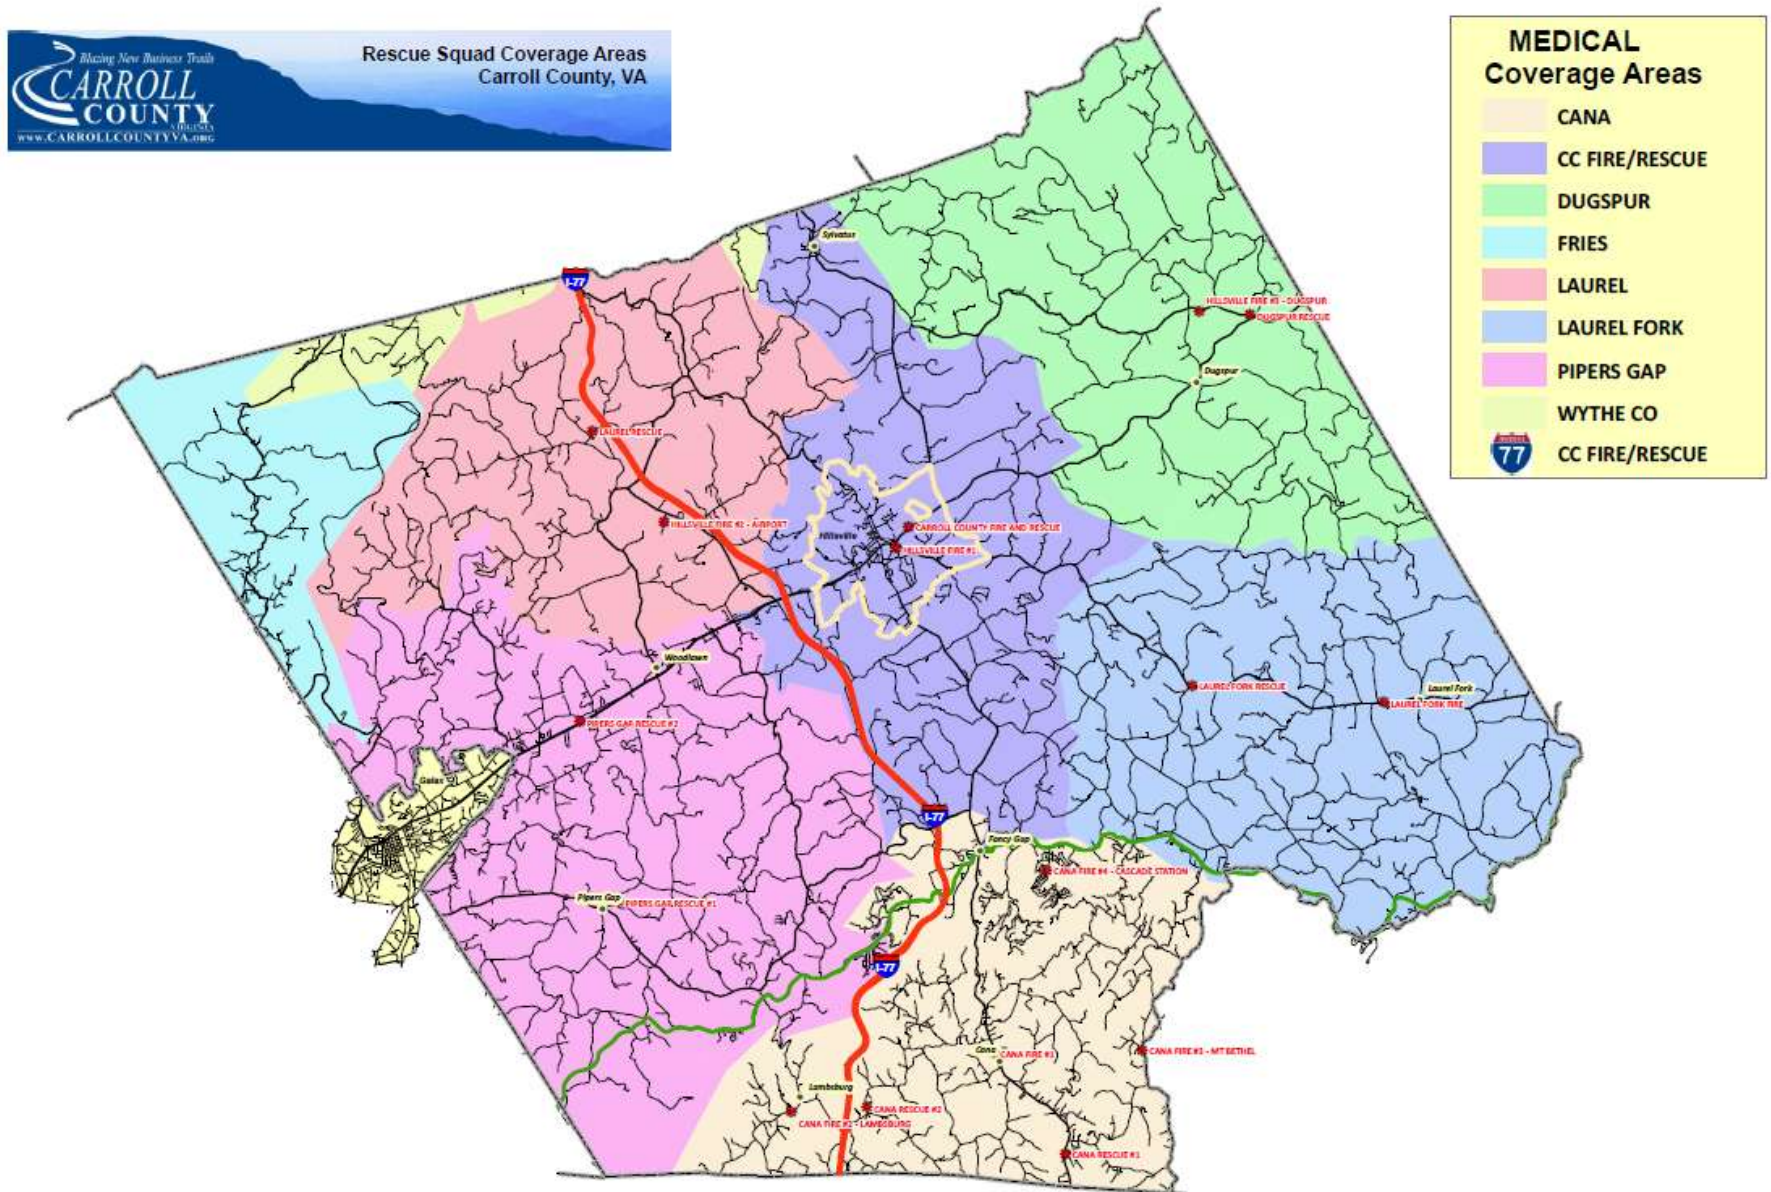 Blazing New Business Trails
CARROLL
COUNTY
VIRGINIA
www.CARROLLCOUNTYVA.ORG
Rescue Squad Coverage Areas
Carroll County, VA
MEDICAL
Coverage Areas
CANA
CC FIRE/RESCUE
DUGSPUR
FRIES
LAUREL
LAUREL FORK
PIPERS GAP
WYTHE CO
77
CC FIRE/RESCUE
Sylvatus
I-77
HILLSVILLE FIRE #3 - DUGSPUR
DUGSPUR RESCUE
Dugspur
LAUREL RESCUE
HILLSVILLE FIRE #2 - AIRPORT
CARROLL COUNTY FIRE AND RESCUE
Hillsville
HILLSVILLE FIRE #1
Woodlawn
LAUREL FORK RESCUE
Laurel Fork
LAUREL FORK FIRE
PIPERS GAP RESCUE #2
Galax
I-77
Fancy Gap
CANA FIRE #4 - CASCADE STATION
Pipers Gap
PIPERS GAP RESCUE #1
I-77
Cana
CANA FIRE #1
CANA FIRE #3 - MT BETHEL
Lambsburg
CANA RESCUE #2
CANA FIRE #2 - LAMBSBURG
CANA RESCUE #1